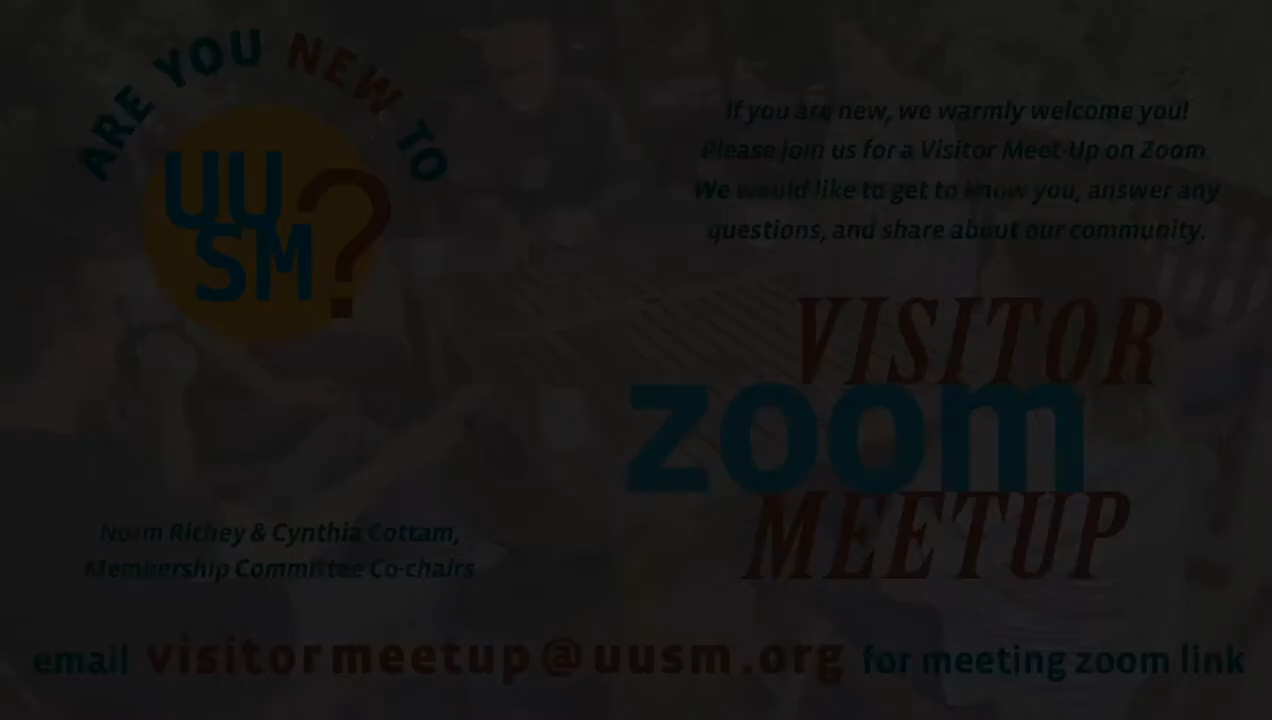 ARE YOU NEW TO
UU
SM?
If you are new, we warmly welcome you!
Please join us for a Visitor Meet-Up on Zoom.
We would like to get to know you, answer any
questions, and share about our community.
VISITOR
zoom
MEETUP
Norm Richey & Cynthia Cottam,
Membership Committee Co-chairs
email visitormeetup@uusm.org for meeting zoom link